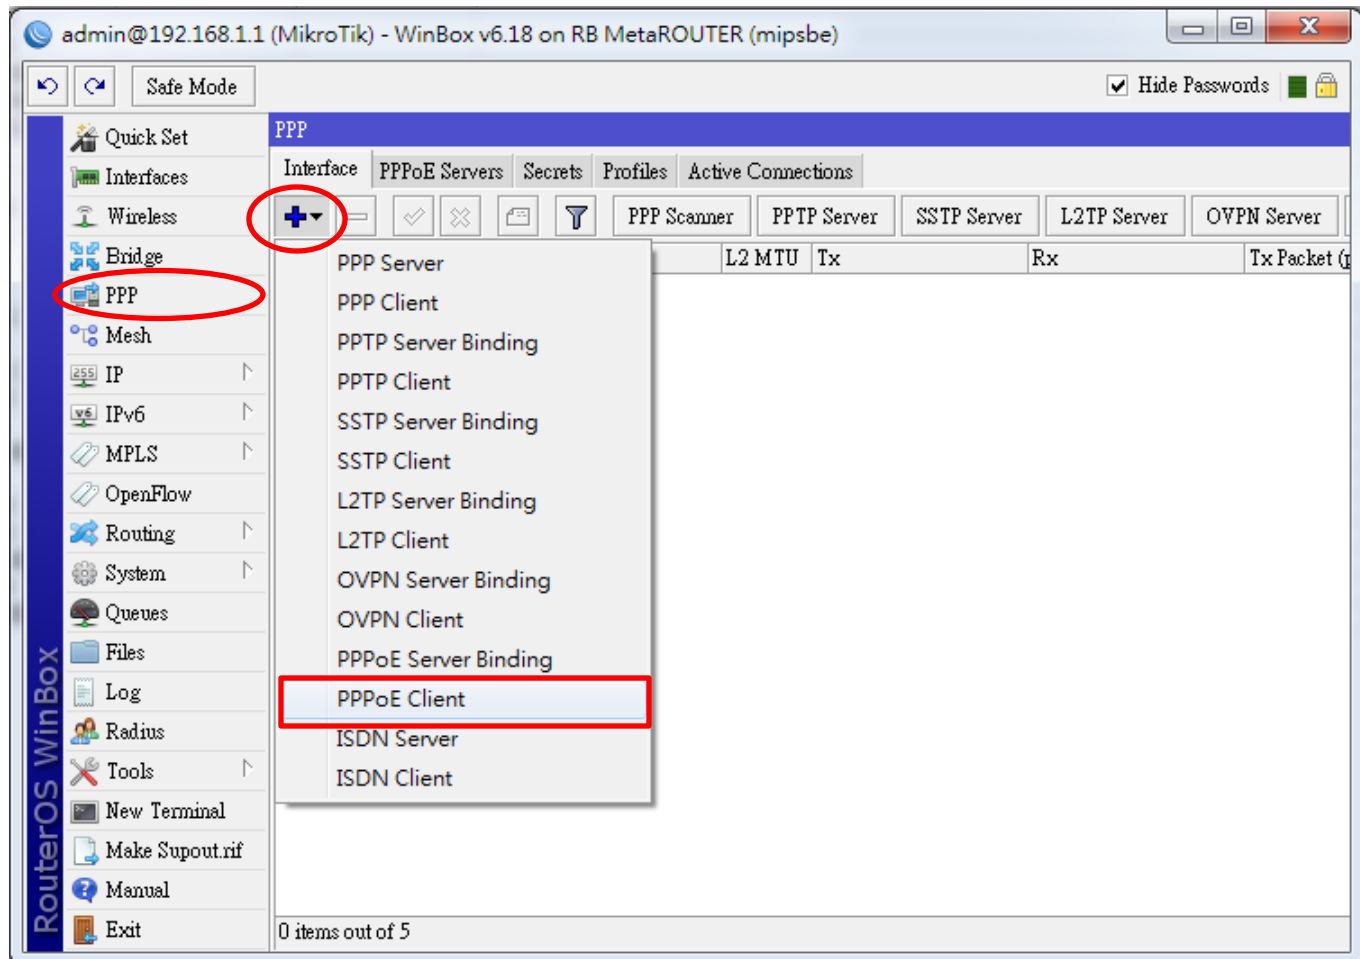 admin@192.168.1.1 (MikroTik) - WinBox v6.18 on RB MetaROUTER (mipsbe)
Safe Mode
Hide Passwords
Quick Set
Interfaces
Wireless
Bridge
PPP
Mesh
IP
IPv6
MPLS
OpenFlow
Routing
System
Queues
Files
Log
Radius
Tools
New Terminal
Make Supout.rif
Manual
Exit
RouterOS WinBox
PPP
Interface PPPoE Servers Secrets Profiles Active Connections
PPP Scanner PPTP Server SSTP Server L2TP Server OVPN Server
L2 MTU Tx Rx Tx Packet (p
PPP Server
PPP Client
PPTP Server Binding
PPTP Client
SSTP Server Binding
SSTP Client
L2TP Server Binding
L2TP Client
OVPN Server Binding
OVPN Client
PPPoE Server Binding
PPPoE Client
ISDN Server
ISDN Client
0 items out of 5